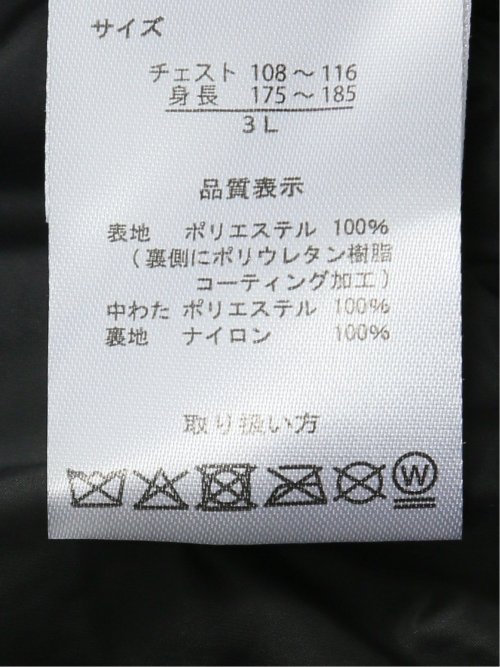 サイズ
チェスト 108～116
身長 175～185
3L
品質表示
表地 ポリエステル 100%
（裏側にポリウレタン樹脂
コーティング加工）
中わた ポリエステル 100%
裏地 ナイロン 100%
取り扱い方
W